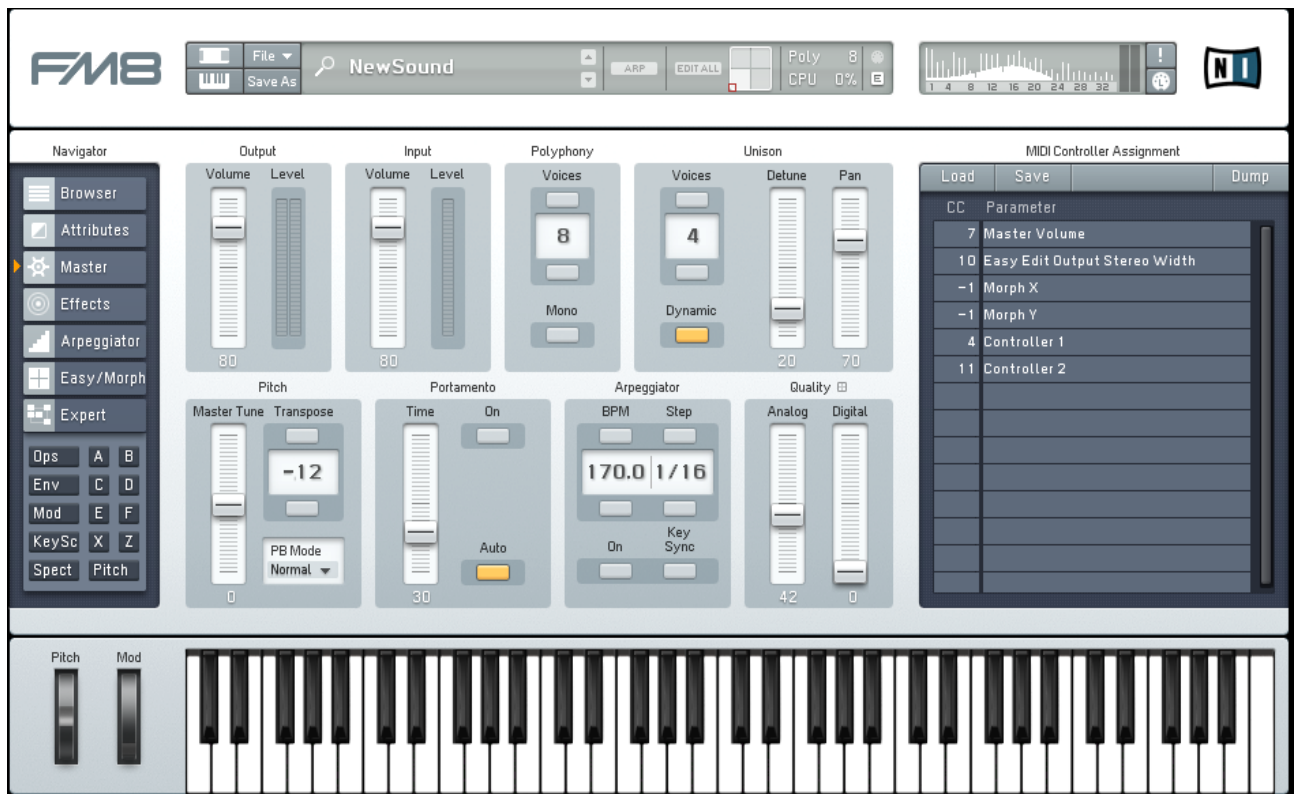 FM8
File
Save As
NewSound
ARP
EDIT ALL
Poly 8
CPU 0%
E
1 4 8 12 16 20 24 28 32
!
L
N I
Navigator
Browser
Attributes
Master
Effects
Arpeggiator
Easy/Morph
Expert
Ops A B
Env C D
Mod E F
KeySc X Z
Spect Pitch
Output
Volume Level
80
Input
Volume Level
80
Polyphony
Voices
8
Mono
Unison
Voices Detune Pan
4
Dynamic
20 70
Pitch
Master Tune Transpose
-12
PB Mode
Normal
0
Portamento
Time On
Auto
30
Arpeggiator
BPM Step
170.0 1/16
On Key Sync
Quality
Analog Digital
42 0
MIDI Controller Assignment
Load Save Dump
CC Parameter
7 Master Volume
10 Easy Edit Output Stereo Width
-1 Morph X
-1 Morph Y
4 Controller 1
11 Controller 2
Pitch Mod